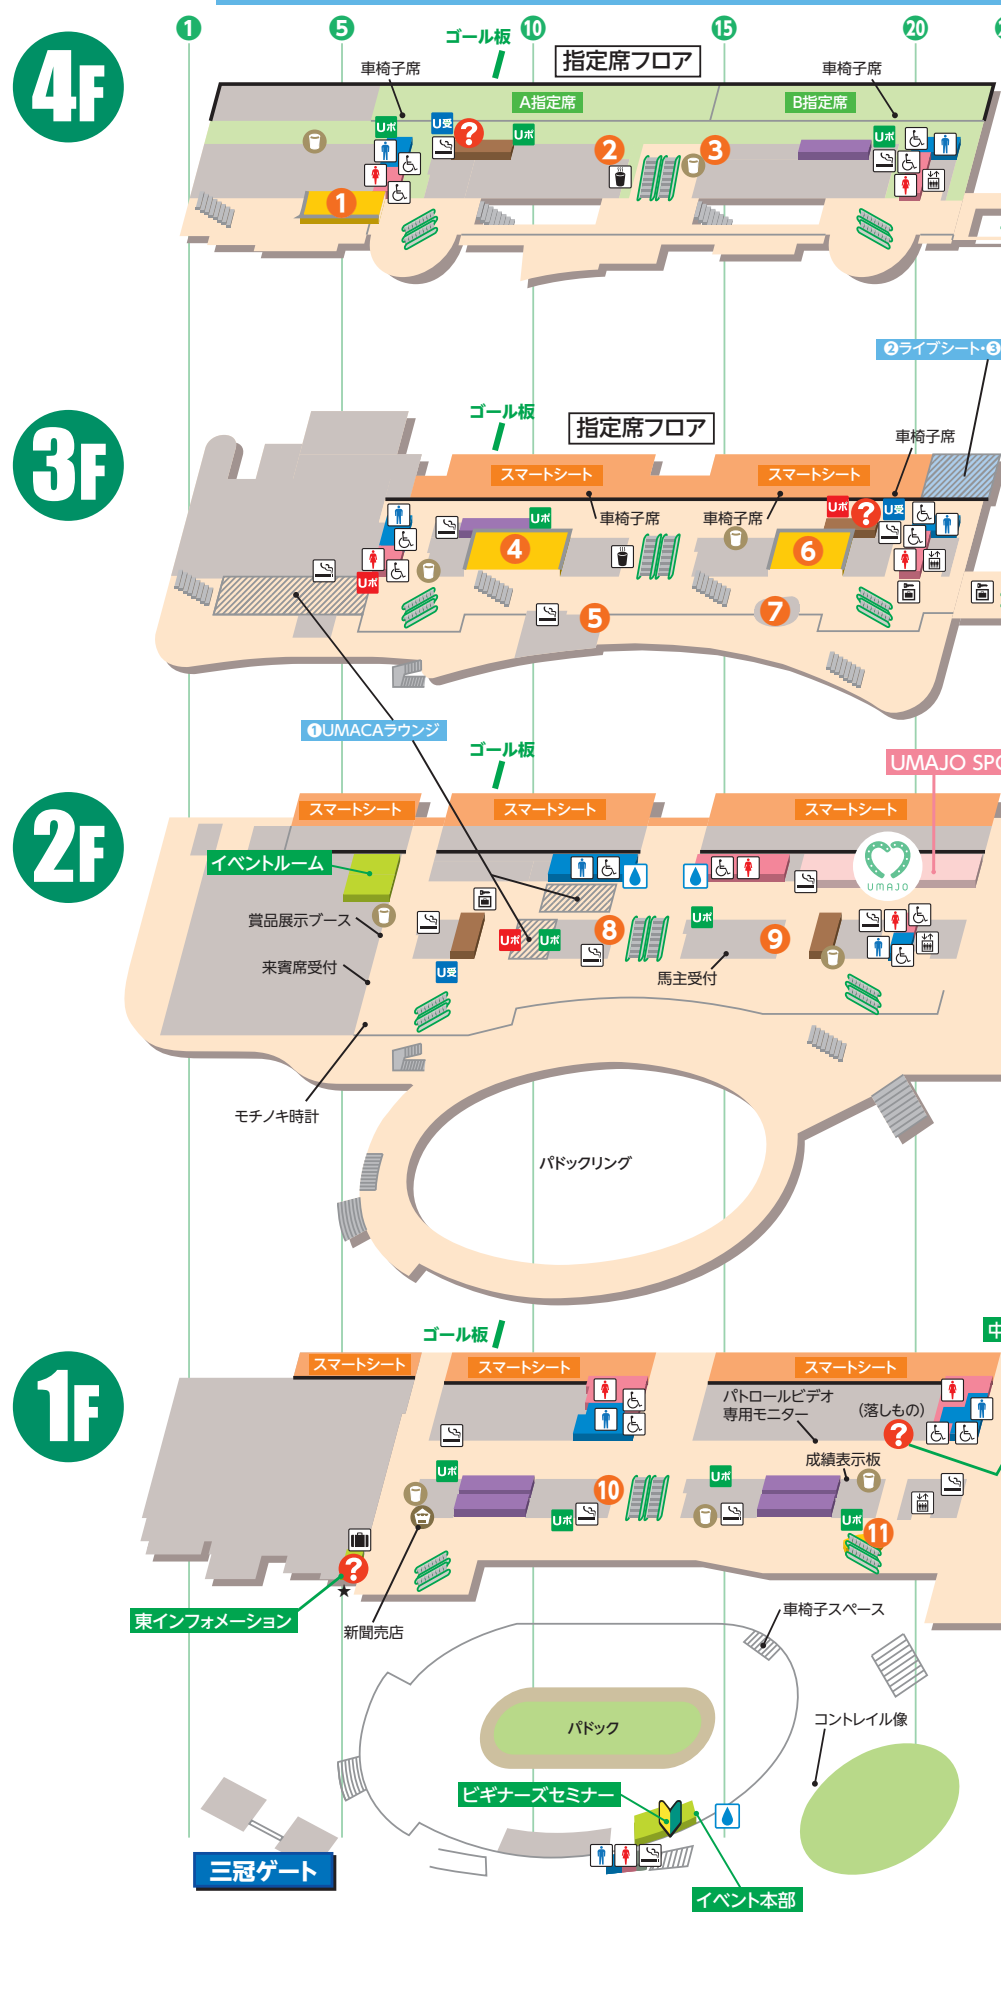 1
5
10
15
20
4F
ゴール板
指定席フロア
車椅子席
車椅子席
A指定席
B指定席
Uポ
U受
?
Uポ
Uポ
2
3
1
❷ライブシート・❸
3F
ゴール板
指定席フロア
車椅子席
スマートシート
スマートシート
車椅子席
車椅子席
Uポ
Uポ
?
U受
4
6
Uポ
5
7
❶UMACAラウンジ
ゴール板
UMAJO SPO
2F
スマートシート
スマートシート
スマートシート
イベントルーム
UMAJO
賞品展示ブース
Uポ
Uポ
8
Uポ
9
来賓席受付
U受
馬主受付
モチノキ時計
パドックリング
中
ゴール板
1F
スマートシート
スマートシート
スマートシート
パトロールビデオ
専用モニター
(落しもの)
?
成績表示板
Uポ
Uポ
10
Uポ
Uポ
11
?
★
東インフォメーション
新聞売店
車椅子スペース
コントレイル像
パドック
ビギナーズセミナー
三冠ゲート
イベント本部